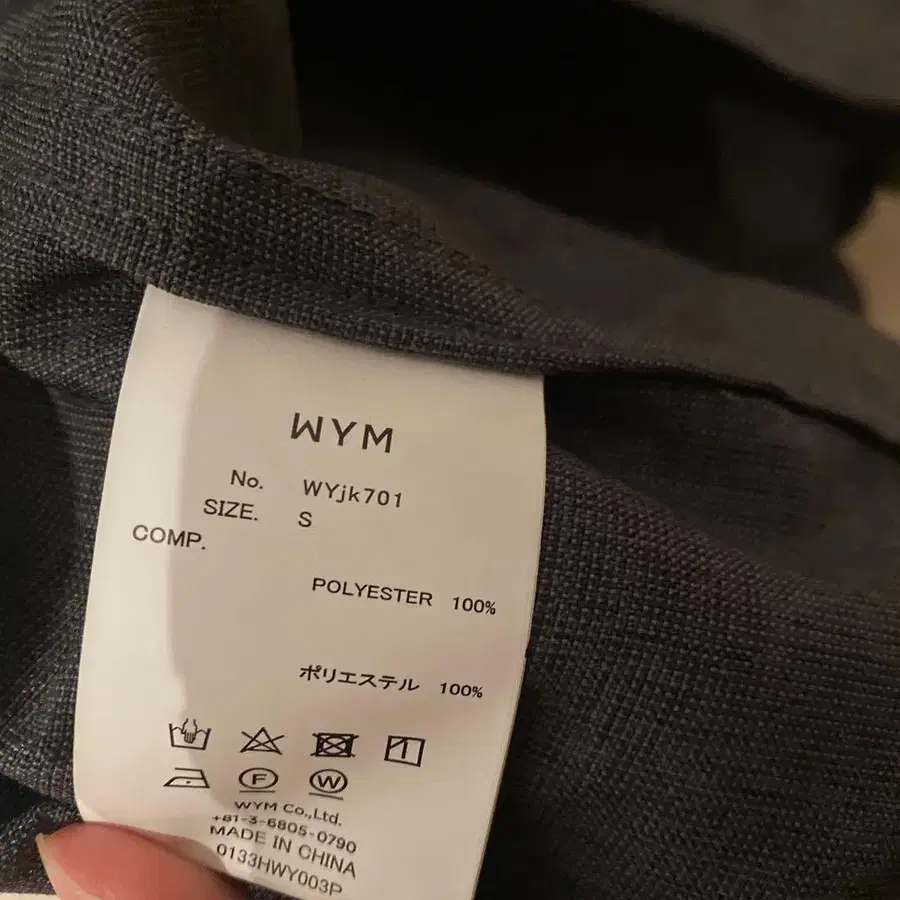 WYM
No. WYjk701
SIZE. S
COMP.
POLYESTER 100%
ポリエステル 100%
F W
WYM Co.,Ltd.
+81-3-6805-0790
MADE IN CHINA
0133HWY003P